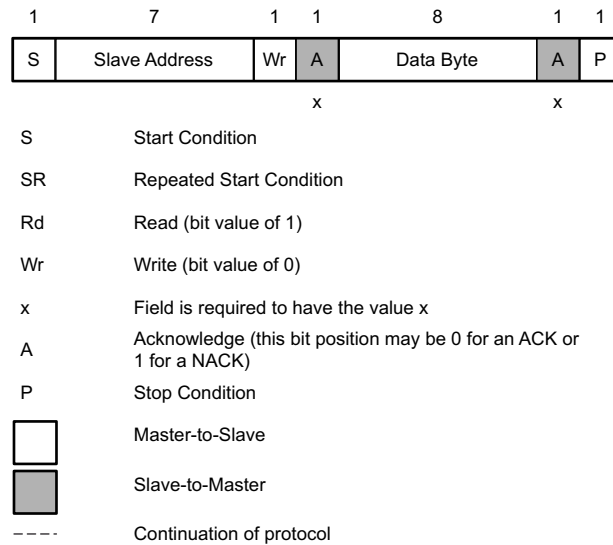 1 7 1 1 8 1 1
S Slave Address Wr A Data Byte A P
x x
S Start Condition
SR Repeated Start Condition
Rd Read (bit value of 1)
Wr Write (bit value of 0)
x Field is required to have the value x
A Acknowledge (this bit position may be 0 for an ACK or
1 for a NACK)
P Stop Condition
Master-to-Slave
Slave-to-Master
Continuation of protocol